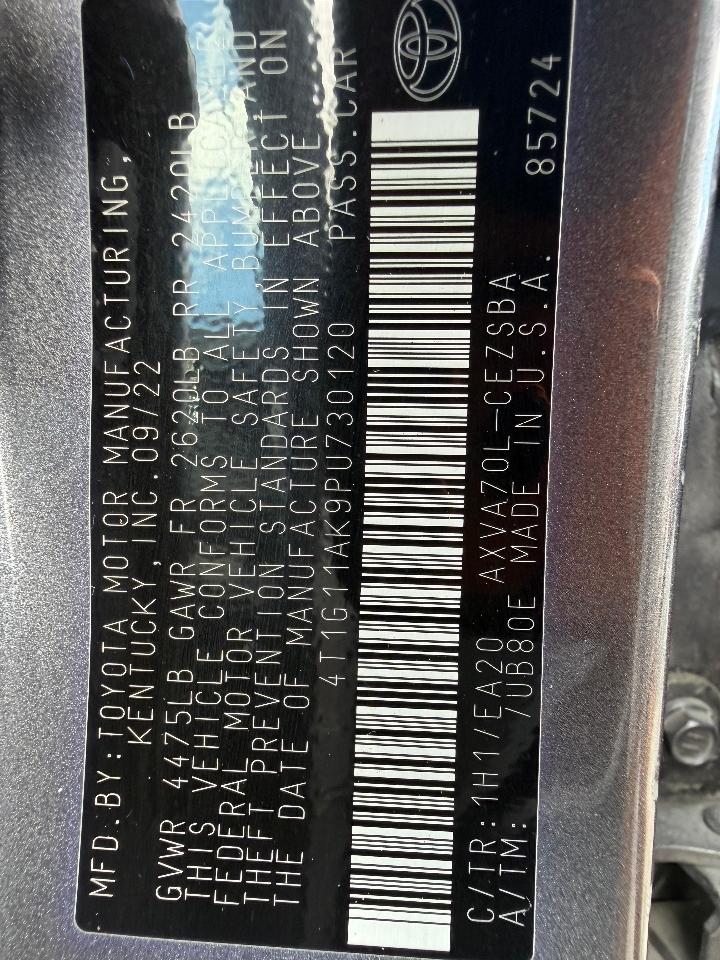 MFD.BY:TOYOTA MOTOR MANUFACTURING,
KENTUCKY, INC.09/22
GVWR 4475LB GAWR FR 2620LB RR 2420LB
THIS VEHICLE CONFORMS TO ALL APPLICABLE
FEDERAL MOTOR VEHICLE SAFETY,BUMPER AND
THEFT PREVENTION STANDARDS IN EFFECT ON
THE DATE OF MANUFACTURE SHOWN ABOVE
4T1G11AK9PU730120 PASS.CAR
C/TR:1H1/EA20 AXVA70L-CEZSBA
A/TM: /UB80E MADE IN U.S.A. 85724